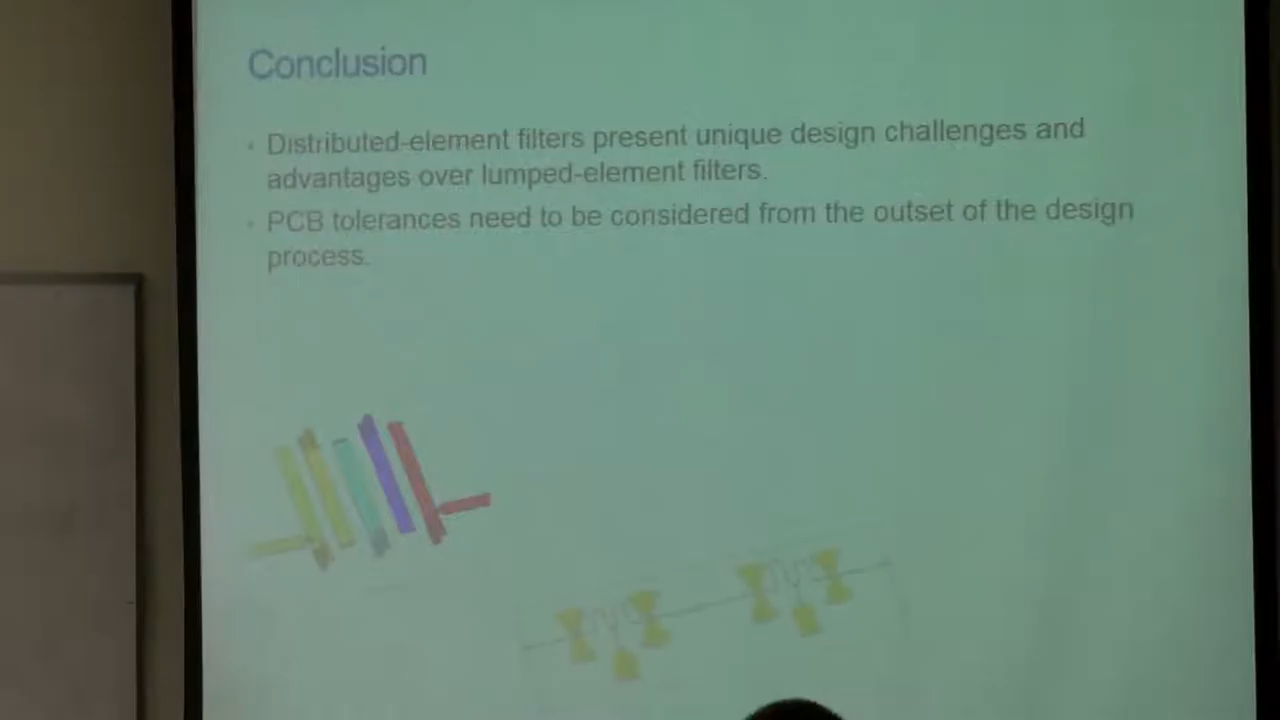 Conclusion
• Distributed-element filters present unique design challenges and
advantages over lumped-element filters.
• PCB tolerances need to be considered from the outset of the design
process.